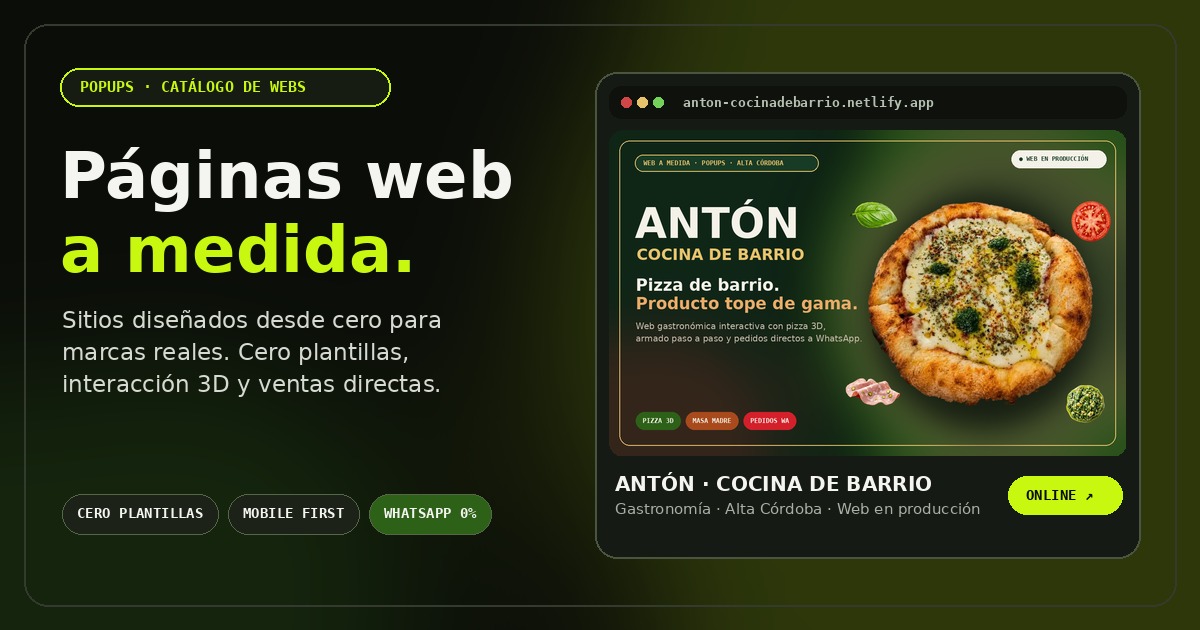 POPUPS · CATÁLOGO DE WEBS
Páginas web
a medida.
Sitios diseñados desde cero para
marcas reales. Cero plantillas,
interacción 3D y ventas directas.
CERO PLANTILLAS
MOBILE FIRST
WHATSAPP 0%
anton-cocinadebarrio.netlify.app
WEB A MEDIDA · POPUPS · ALTA CÓRDOBA
● WEB EN PRODUCCIÓN
ANTÓN
COCINA DE BARRIO
Pizza de barrio.
Producto tope de gama.
Web gastronómica interactiva con pizza 3D,
armado paso a paso y pedidos directos a WhatsApp.
PIZZA 3D
MASA MADRE
PEDIDOS WA
ANTÓN · COCINA DE BARRIO
Gastronomía · Alta Córdoba · Web en producción
ONLINE ↗